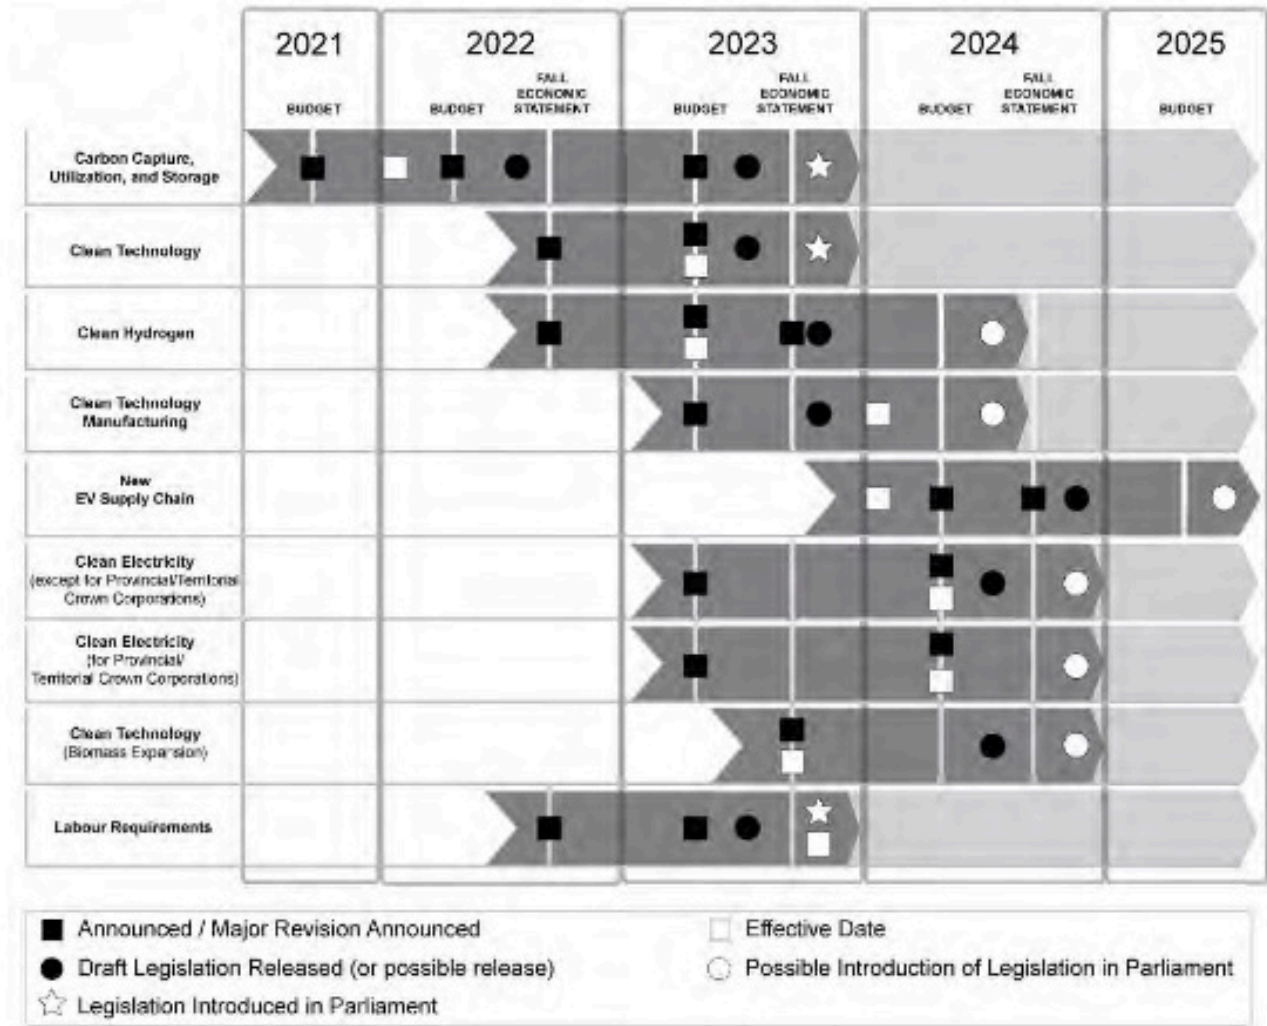 2021
2022
2023
2024
2025
BUDGET
BUDGET
FALL
ECONOMIC
STATEMENT
BUDGET
FALL
ECONOMIC
STATEMENT
BUDGET
FALL
ECONOMIC
STATEMENT
BUDGET
Carbon Capture,
Utilization, and Storage
Clean Technology
Clean Hydrogen
Clean Technology
Manufacturing
New
EV Supply Chain
Clean Electricity
(except for Provincial/Territorial
Crown Corporations)
Clean Electricity
(for Provincial/
Territorial Crown Corporations)
Clean Technology
(Biomass Expansion)
Labour Requirements
Announced / Major Revision Announced
Effective Date
Draft Legislation Released (or possible release)
Possible Introduction of Legislation in Parliament
Legislation Introduced in Parliament